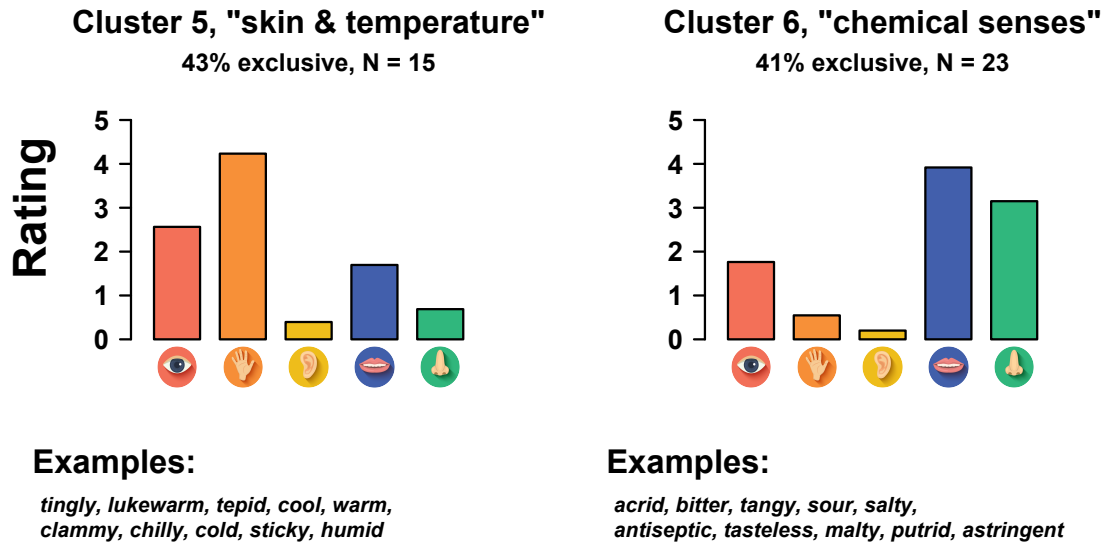 Cluster 5, "skin & temperature"
43% exclusive, N = 15
Rating
5
4
3
2
1
0
Examples:
tingly, lukewarm, tepid, cool, warm,
clammy, chilly, cold, sticky, humid
Cluster 6, "chemical senses"
41% exclusive, N = 23
5
4
3
2
1
0
Examples:
acrid, bitter, tangy, sour, salty,
antiseptic, tasteless, malty, putrid, astringent